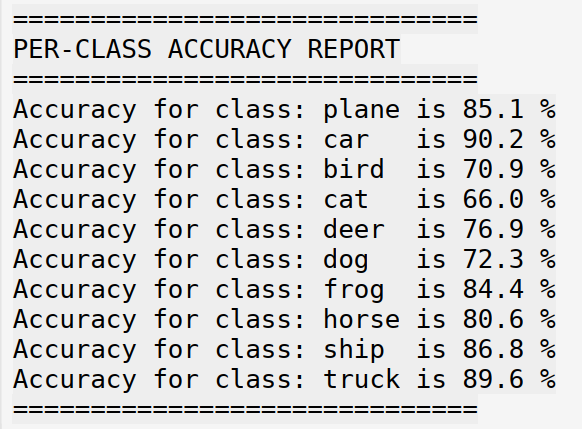 ==============================
PER-CLASS ACCURACY REPORT
==============================
Accuracy for class: plane is 85.1 %
Accuracy for class: car   is 90.2 %
Accuracy for class: bird  is 70.9 %
Accuracy for class: cat   is 66.0 %
Accuracy for class: deer  is 76.9 %
Accuracy for class: dog   is 72.3 %
Accuracy for class: frog  is 84.4 %
Accuracy for class: horse is 80.6 %
Accuracy for class: ship  is 86.8 %
Accuracy for class: truck is 89.6 %
==============================